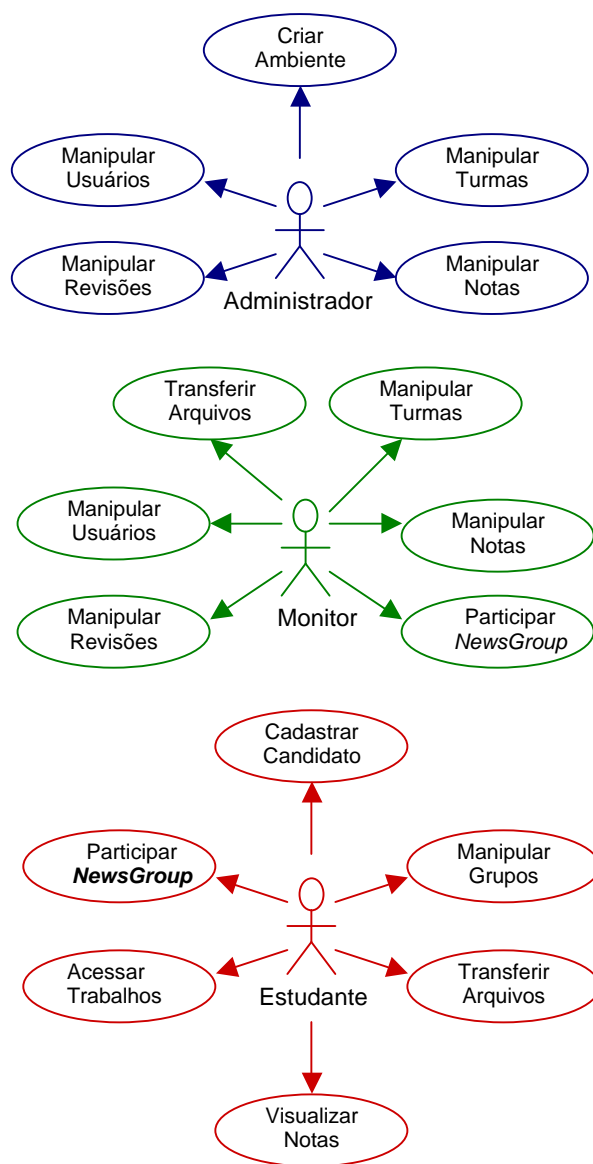 Criar
Ambiente
Manipular
Usuários
Manipular
Turmas
Manipular
Revisões
Manipular
Notas
Administrador
Transferir
Arquivos
Manipular
Turmas
Manipular
Usuários
Manipular
Notas
Manipular
Revisões
Monitor
Participar
NewsGroup
Cadastrar
Candidato
Participar
NewsGroup
Manipular
Grupos
Acessar
Trabalhos
Estudante
Transferir
Arquivos
Visualizar
Notas